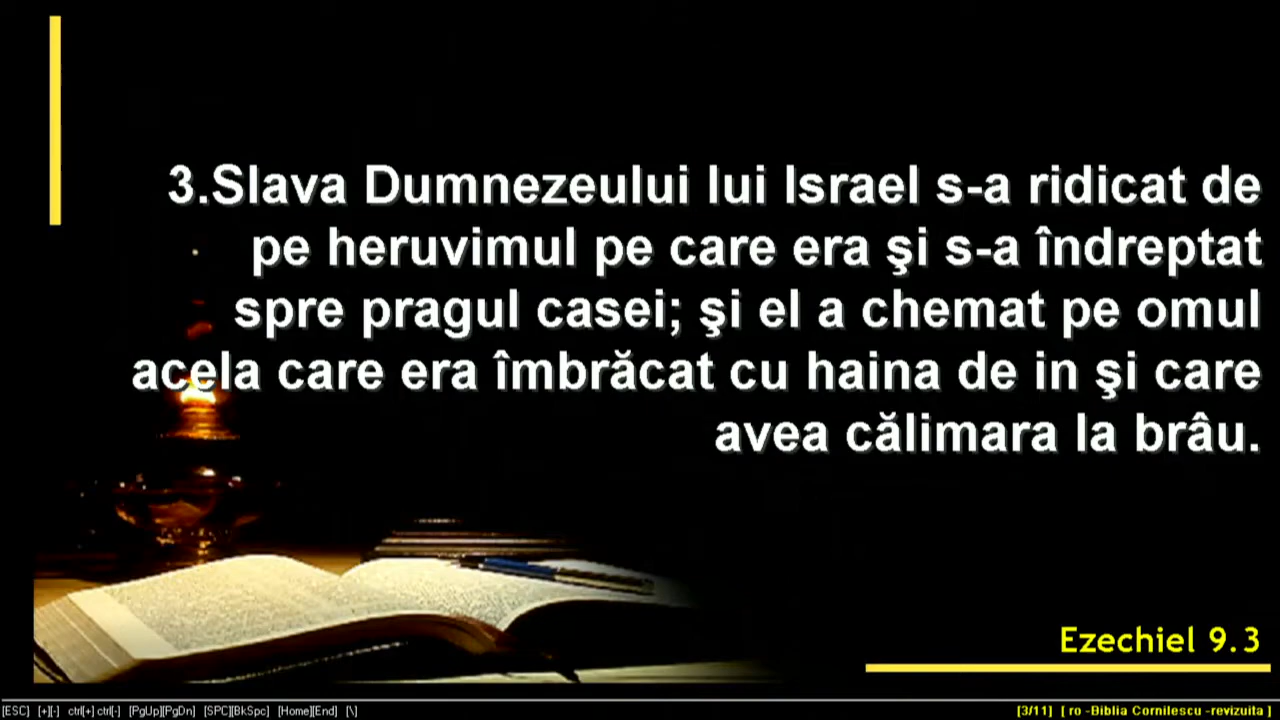 3.Slava Dumnezeului lui Israel s-a ridicat de
pe heruvimul pe care era şi s-a îndreptat
spre pragul casei; şi el a chemat pe omul
acela care era îmbrăcat cu haina de in şi care
avea călimara la brâu.
Ezechiel 9.3
[ESC] [+][-] ctrl[+] ctrl[-] [PgUp][PgDn] [SPC][BkSpc] [Home][End] [\]
[3/11] [ ro -Biblia Cornilescu -revizuita ]